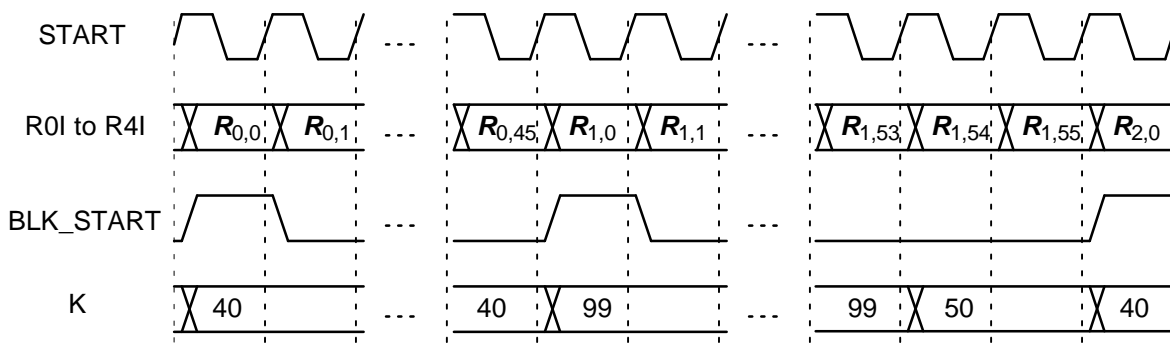 START ... ...
R0I to R4I R0,0 R0,1 ... R0,45 R1,0 R1,1 ... R1,53 R1,54 R1,55 R2,0
BLK_START ... ...
K 40 ... 40 99 ... 99 50 40